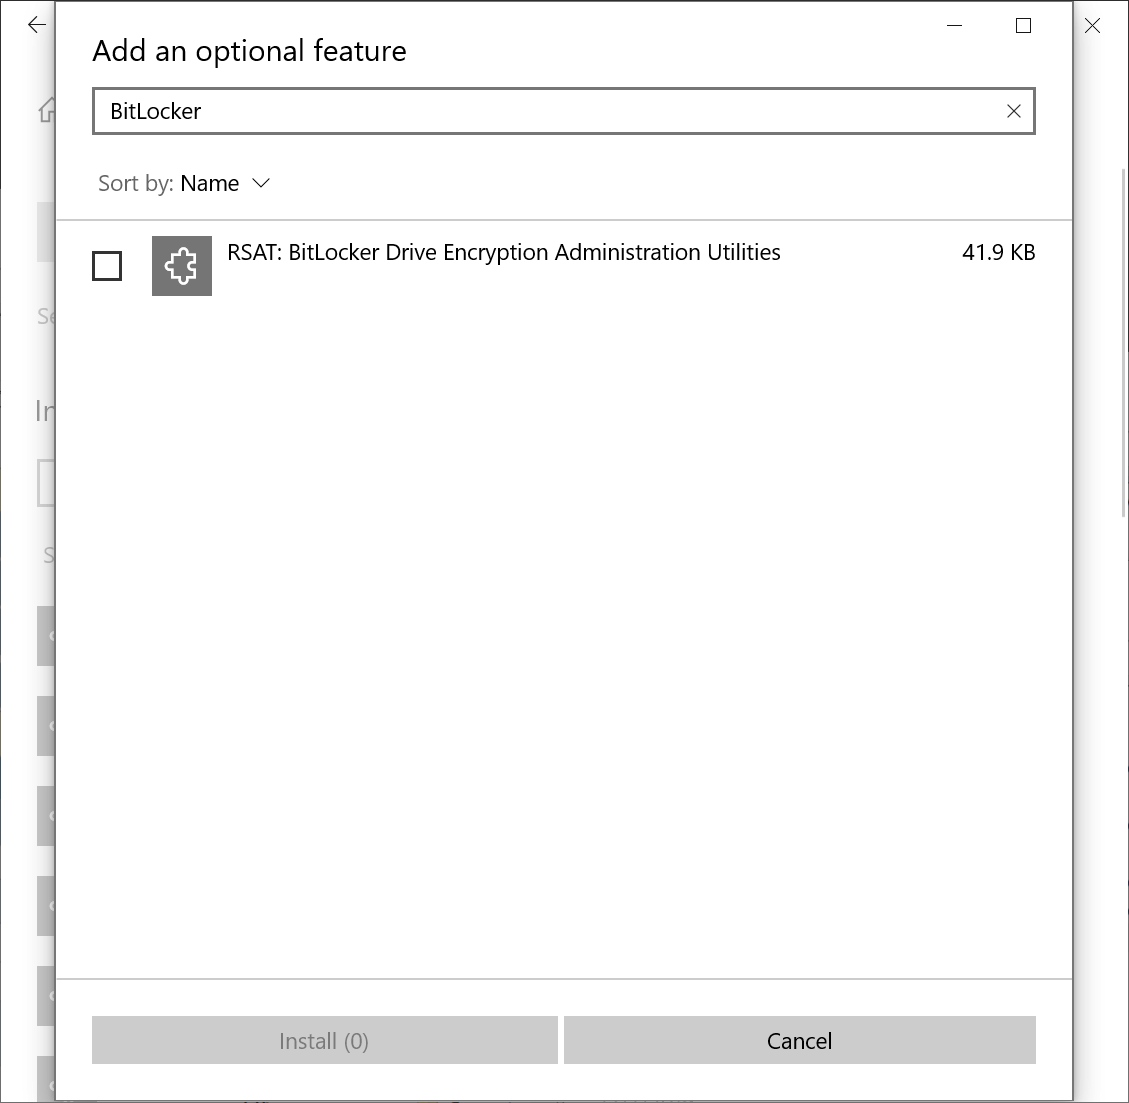 Add an optional feature
BitLocker
Sort by: Name
RSAT: BitLocker Drive Encryption Administration Utilities 41.9 KB
Install (0) Cancel